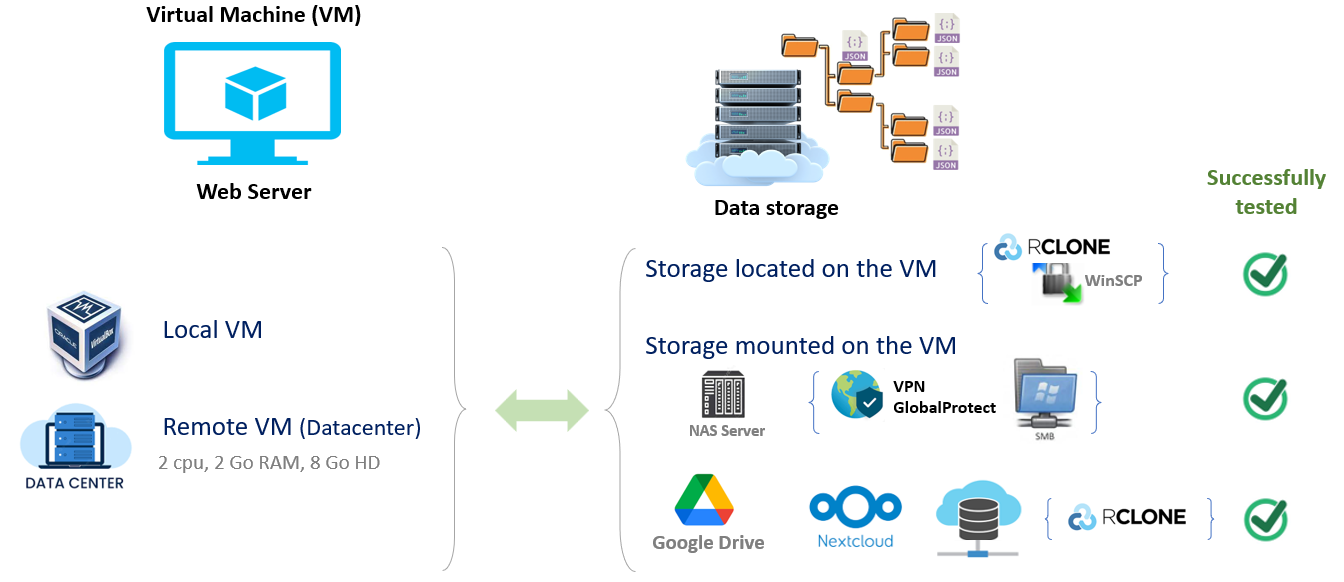 Virtual Machine (VM)
Web Server
JSON
JSON
JSON
JSON
JSON
Data storage
Successfully
tested
Storage located on the VM
RCLONE
WinSCP
VM
ORACLE
VirtualBox
Local VM
Storage mounted on the VM
NAS Server
VPN
GlobalProtect
SMB
Remote VM (Datacenter)
2 cpu, 2 Go RAM, 8 Go HD
DATA CENTER
Google Drive
Nextcloud
RCLONE